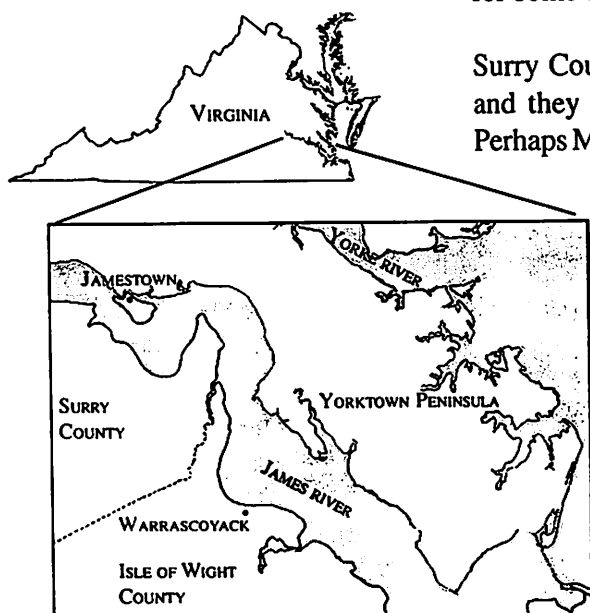 Surry Cou
and they
Perhaps M
VIRGINIA
YORKE RIVER
JAMESTOWN
YORKTOWN PENINSULA
SURRY
COUNTY
JAMES RIVER
WARRASCOYACK
ISLE OF WIGHT
COUNTY